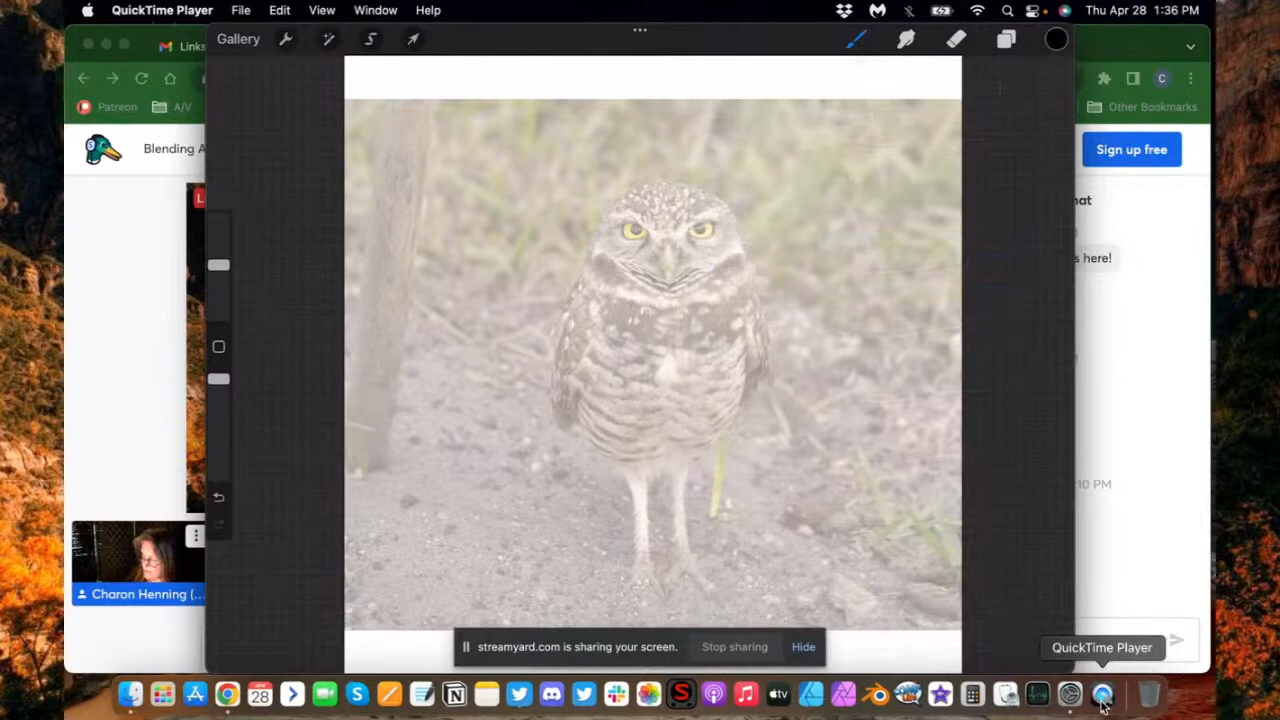 QuickTime Player File Edit View Window Help Thu Apr 28 1:36 PM
Links
Gallery
Patreon A/V Other Bookmarks
C
Blending A
Sign up free
hat
L
s here!
10 PM
Charon Henning (...
streamyard.com is sharing your screen. Stop sharing Hide
QuickTime Player
APR
28